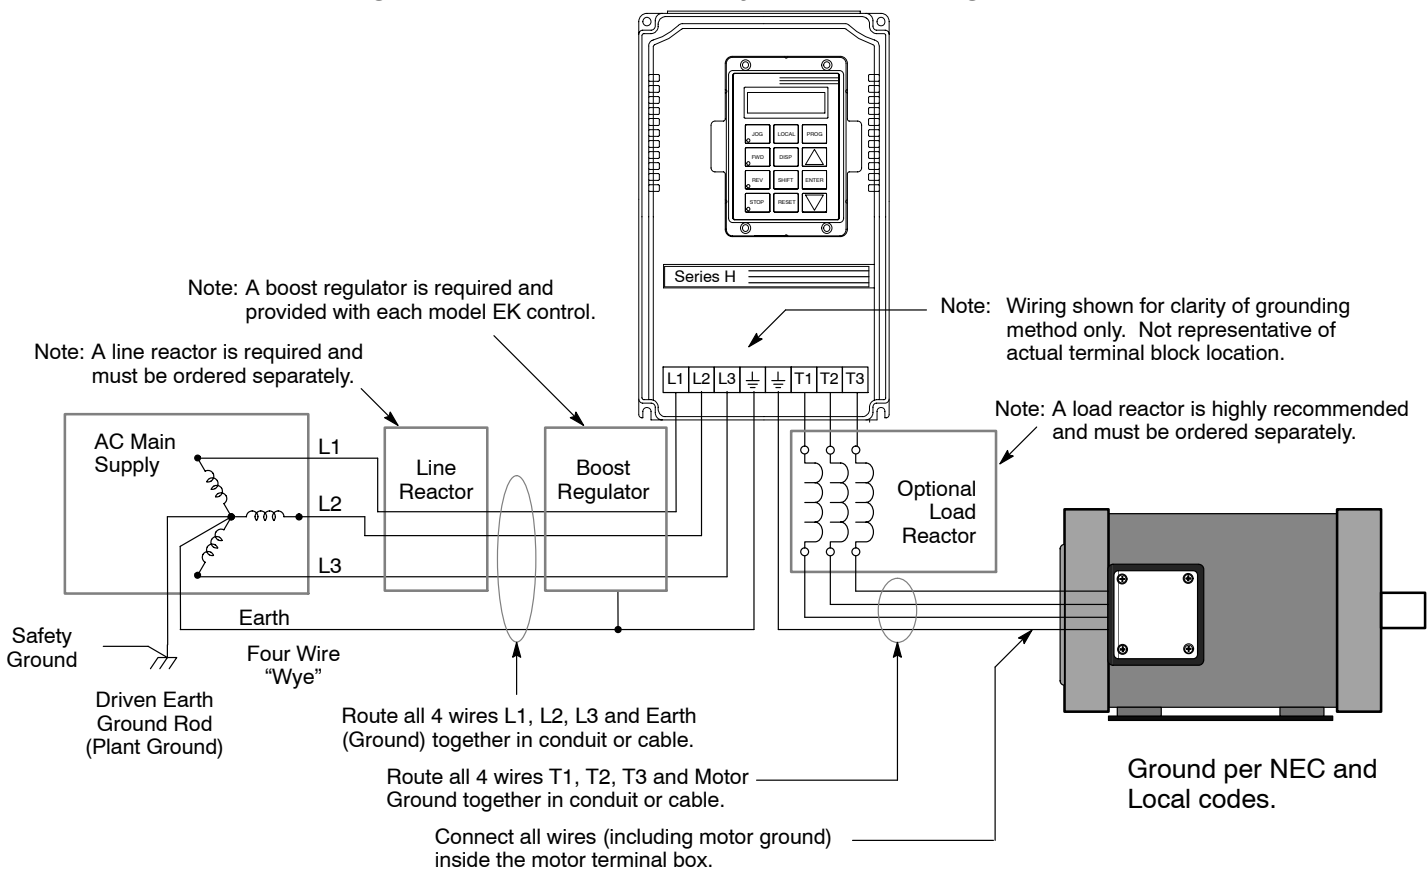 JOG LOCAL PROG
FWD DISP
REV SHIFT ENTER
STOP RESET
Series H
Note: A boost regulator is required and
provided with each model EK control.
Note: Wiring shown for clarity of grounding
method only. Not representative of
actual terminal block location.
Note: A line reactor is required and
must be ordered separately.
L1 L2 L3 T1 T2 T3
Note: A load reactor is highly recommended
and must be ordered separately.
AC Main
Supply
L1
L2
L3
Line
Reactor
Boost
Regulator
Optional
Load
Reactor
Earth
Safety
Ground
Four Wire
“Wye”
Driven Earth
Ground Rod
(Plant Ground)
Route all 4 wires L1, L2, L3 and Earth
(Ground) together in conduit or cable.
Route all 4 wires T1, T2, T3 and Motor
Ground together in conduit or cable.
Connect all wires (including motor ground)
inside the motor terminal box.
Ground per NEC and
Local codes.